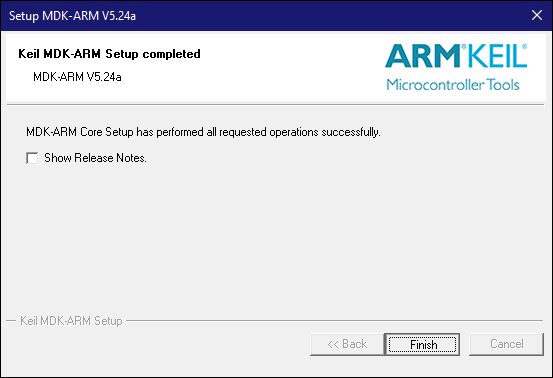 Setup MDK-ARM V5.24a
Keil MDK-ARM Setup completed
MDK-ARM V5.24a
ARM®KEIL®
Microcontroller Tools
MDK-ARM Core Setup has performed all requested operations successfully.
Show Release Notes.
Keil MDK-ARM Setup
<< Back
Finish
Cancel